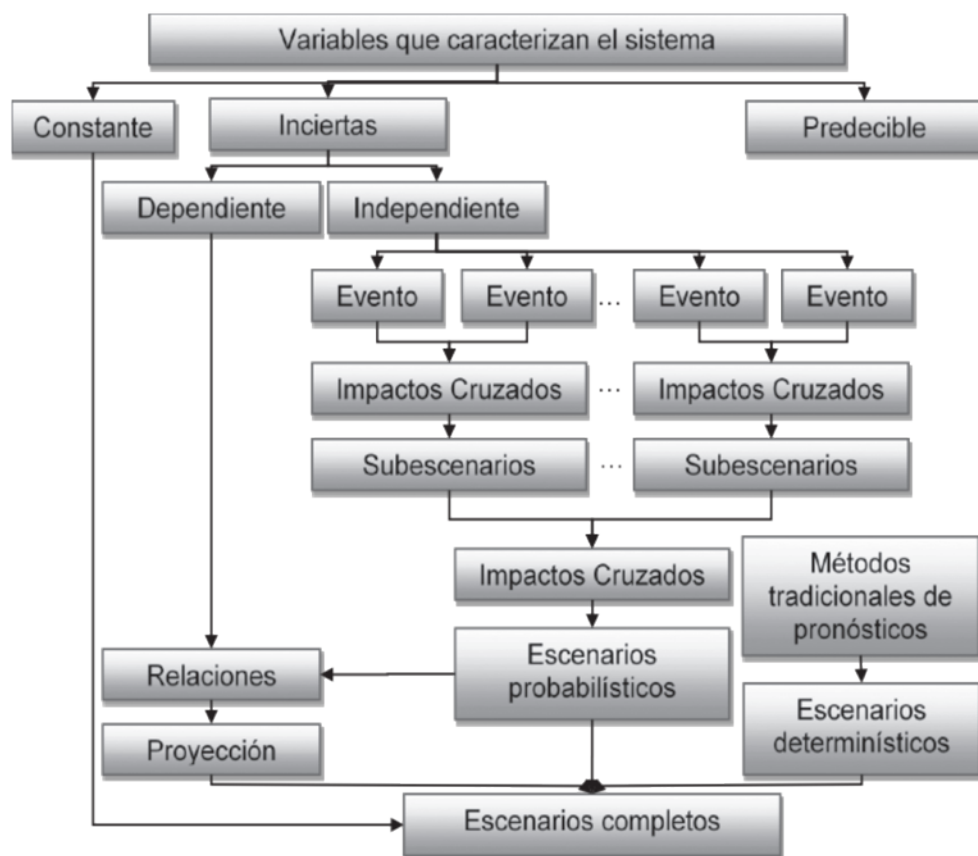 Variables que caracterizan el sistema
Constante
Inciertas
Predecible
Dependiente
Independiente
Evento
Evento
...
Evento
Evento
Impactos Cruzados
...
Impactos Cruzados
Subescenarios
...
Subescenarios
Impactos Cruzados
Métodos
tradicionales de
pronósticos
Escenarios
probabilísticos
Relaciones
Escenarios
determinísticos
Proyección
Escenarios completos